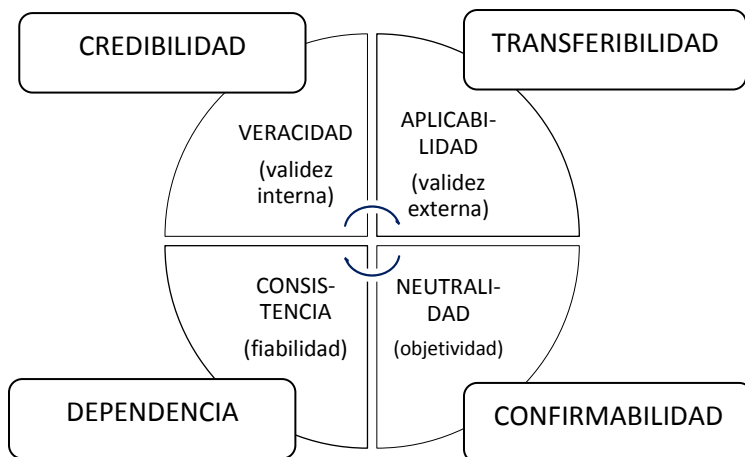 CREDIBILIDAD
TRANSFERIBILIDAD
VERACIDAD
(validez
interna)
APLICABI-
LIDAD
(validez
externa)
CONSIS-
TENCIA
(fiabilidad)
NEUTRALI-
DAD
(objetividad)
DEPENDENCIA
CONFIRMABILIDAD